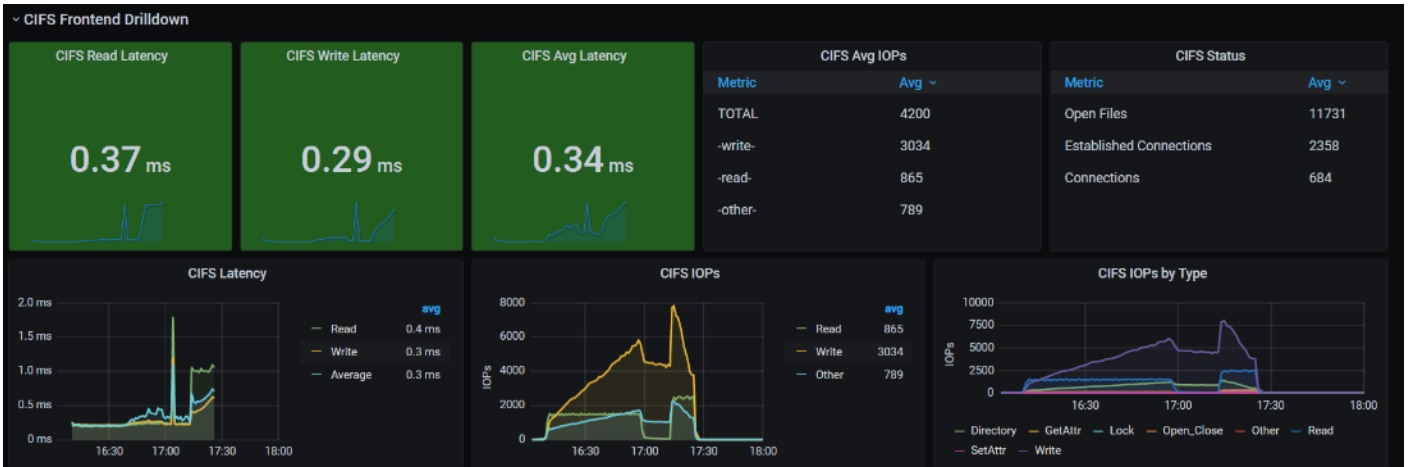 CIFS Frontend Drilldown
CIFS Read Latency
0.37 ms
CIFS Write Latency
0.29 ms
CIFS Avg Latency
0.34 ms
CIFS Avg IOPs
Metric Avg
TOTAL 4200
-write- 3034
-read- 865
-other- 789
CIFS Status
Metric Avg
Open Files 11731
Established Connections 2358
Connections 684
CIFS Latency
2.0 ms
1.5 ms
1.0 ms
0.5 ms
0 ms
16:30 17:00 17:30 18:00
avg
Read 0.4 ms
Write 0.3 ms
Average 0.3 ms
CIFS IOPs
IOPs
8000
6000
4000
2000
0
16:30 17:00 17:30 18:00
avg
Read 865
Write 3034
Other 789
CIFS IOPs by Type
IOPs
10000
7500
5000
2500
0
16:30 17:00 17:30 18:00
Directory GetAttr Lock Open_Close Other Read
SetAttr Write